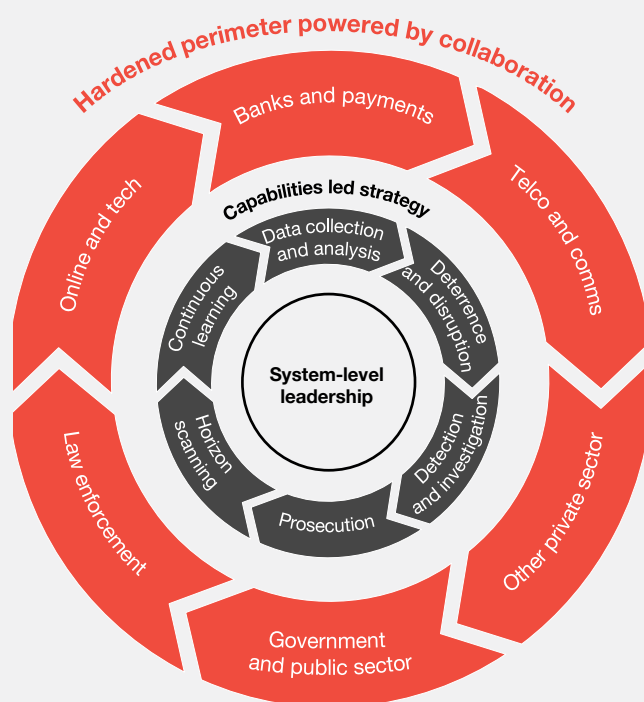 Hardened perimeter powered by collaboration
Banks and payments
Telco and comms
Other private sector
Government
and public sector
Law enforcement
Online and tech
Capabilities led strategy
Data collection
and analysis
Deterrence
and disruption
Detection
and investigation
Prosecution
Horizon
scanning
Continuous
learning
System-level
leadership